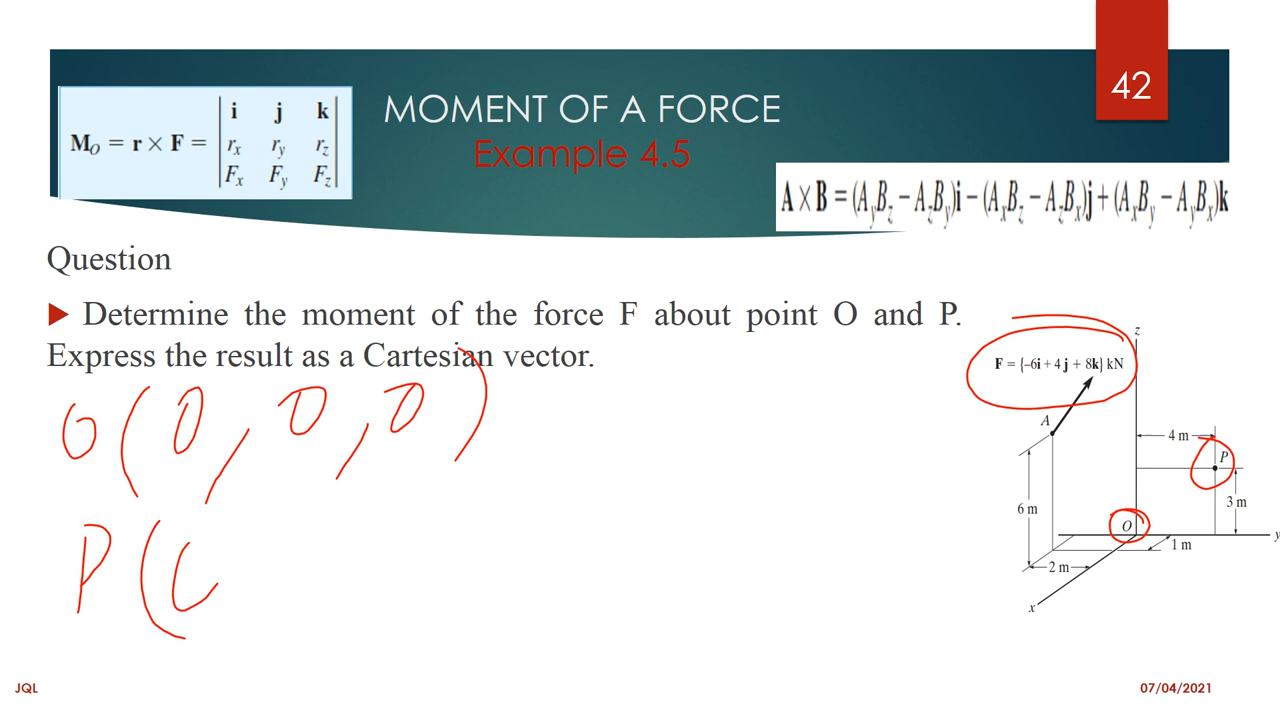 42
M_O = r × F = | i j k |
| r_x r_y r_z |
| F_x F_y F_z |
MOMENT OF A FORCE
Example 4.5
A × B = (A_yB_z − A_zB_y)i − (A_xB_z − A_zB_x)j + (A_xB_y − A_yB_x)k
Question
Determine the moment of the force F about point O and P.
Express the result as a Cartesian vector.
O(0, 0, 0)
P(
z
F = {–6i + 4j + 8k} kN
A
4 m
P
6 m
3 m
O
y
1 m
2 m
x
JQL
07/04/2021